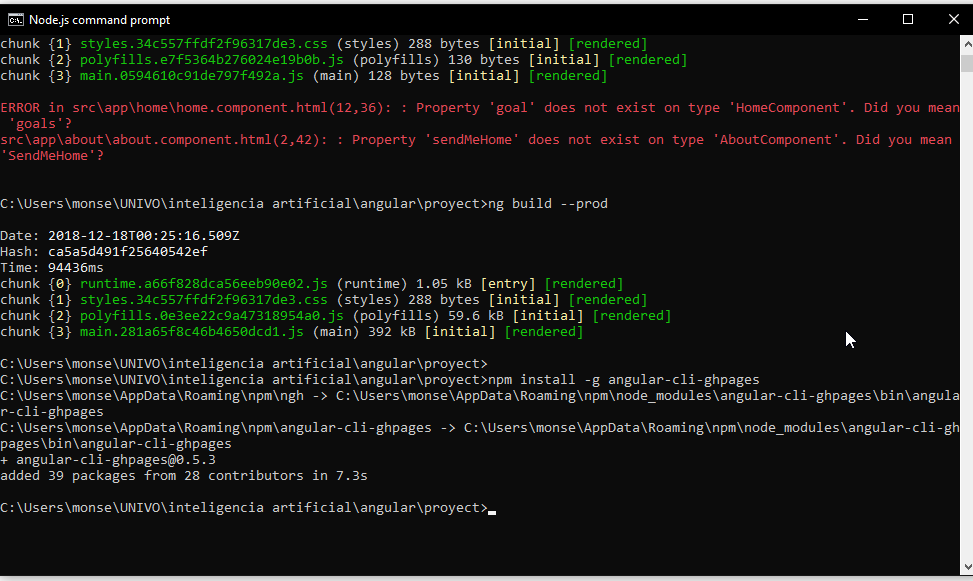 Node.js command prompt
chunk {1} styles.34c557ffdf2f96317de3.css (styles) 288 bytes [initial] [rendered]
chunk {2} polyfills.e7f5364b276024e19b0b.js (polyfills) 130 bytes [initial] [rendered]
chunk {3} main.0594610c91de797f492a.js (main) 128 bytes [initial] [rendered]
ERROR in src\app\home\home.component.html(12,36): : Property 'goal' does not exist on type 'HomeComponent'. Did you mean
 'goals'?
src\app\about\about.component.html(2,42): : Property 'sendMeHome' does not exist on type 'AboutComponent'. Did you mean
'SendMeHome'?
C:\Users\monse\UNIVO\inteligencia artificial\angular\proyect>ng build --prod
Date: 2018-12-18T00:25:16.509Z
Hash: ca5a5d491f25640542ef
Time: 94436ms
chunk {0} runtime.a66f828dca56eeb90e02.js (runtime) 1.05 kB [entry] [rendered]
chunk {1} styles.34c557ffdf2f96317de3.css (styles) 288 bytes [initial] [rendered]
chunk {2} polyfills.0e3ee22c9a47318954a0.js (polyfills) 59.6 kB [initial] [rendered]
chunk {3} main.281a65f8c46b4650dcd1.js (main) 392 kB [initial] [rendered]
C:\Users\monse\UNIVO\inteligencia artificial\angular\proyect>
C:\Users\monse\UNIVO\inteligencia artificial\angular\proyect>npm install -g angular-cli-ghpages
C:\Users\monse\AppData\Roaming\npm\ngh -> C:\Users\monse\AppData\Roaming\npm\node_modules\angular-cli-ghpages\bin\angula
r-cli-ghpages
C:\Users\monse\AppData\Roaming\npm\angular-cli-ghpages -> C:\Users\monse\AppData\Roaming\npm\node_modules\angular-cli-gh
pages\bin\angular-cli-ghpages
+ angular-cli-ghpages@0.5.3
added 39 packages from 28 contributors in 7.3s
C:\Users\monse\UNIVO\inteligencia artificial\angular\proyect>